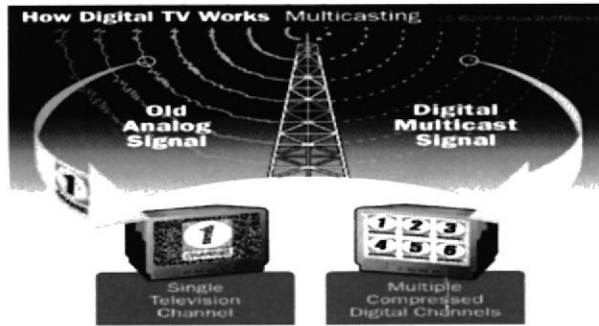 How Digital TV Works Multicasting
Old
Analog
Signal
Digital
Multicast
Signal
1
1
1 2 3
4 5 6
Single
Television
Channel
Multiple
Compressed
Digital Channels